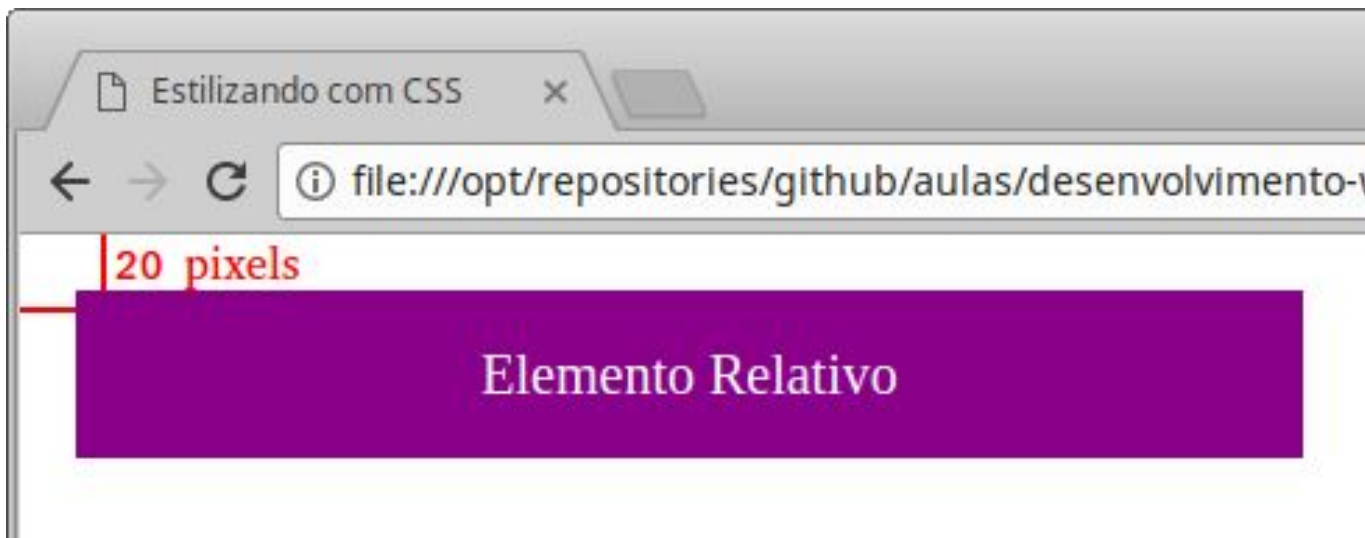 Estilizando com CSS
file:///opt/repositories/github/aulas/desenvolvimento-
20 pixels
Elemento Relativo